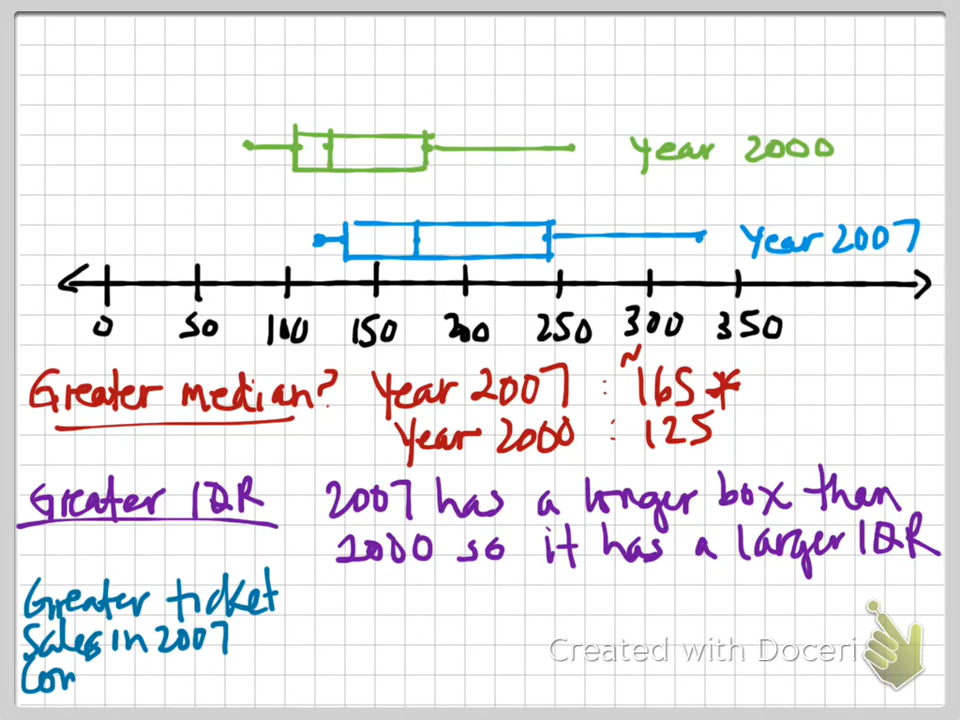 Year 2000
Year 2007
0 50 100 150 200 250 300 350
Greater median? Year 2007 : ~165*
Year 2000 : 125
Greater IQR 2007 has a longer box than
2000 so it has a larger IQR
Greater ticket
Sales in 2007
Com
Created with Doceri